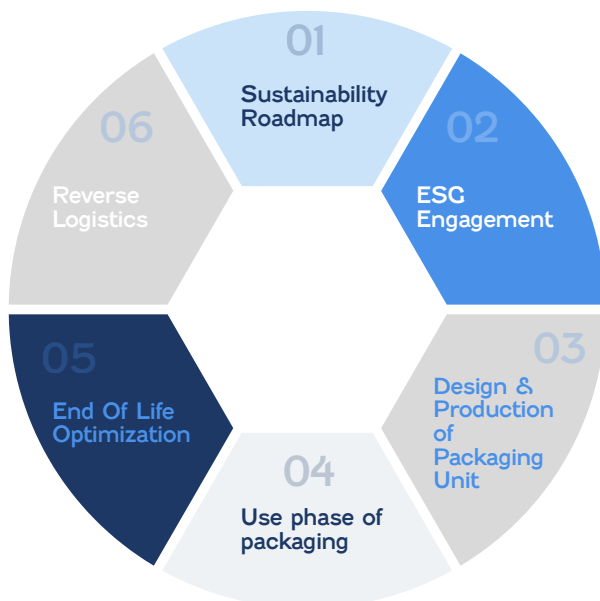 01
Sustainability
Roadmap
02
ESG
Engagement
03
Design &
Production
of
Packaging
Unit
04
Use phase of
packaging
05
End Of Life
Optimization
06
Reverse
Logistics